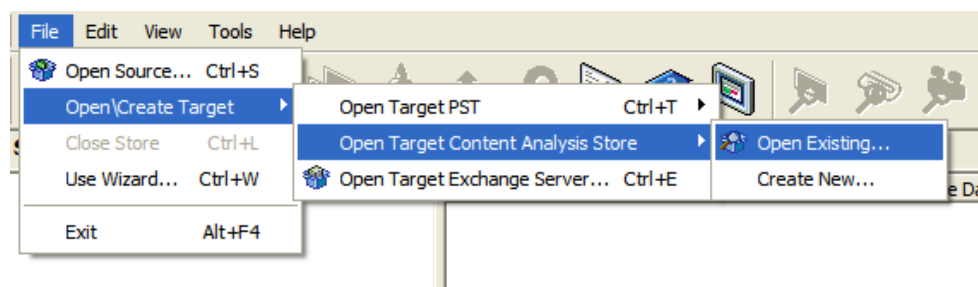 File Edit View Tools Help
Open Source... Ctrl+S
Open\Create Target
Close Store Ctrl+L
Use Wizard... Ctrl+W
Exit Alt+F4
Open Target PST Ctrl+T
Open Target Content Analysis Store
Open Target Exchange Server... Ctrl+E
Open Existing...
Create New...